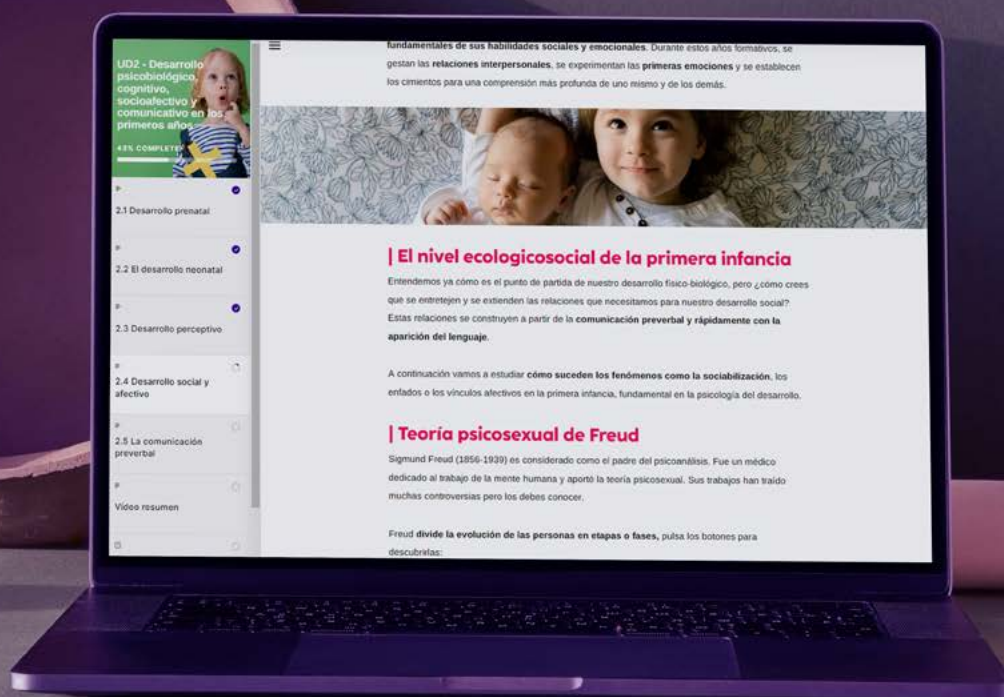 UD2 - Desarrollo
psicobiológico,
cognitivo,
socioafectivo y
comunicativo en los
primeros años
43% COMPLETE
2.1 Desarrollo prenatal
2.2 El desarrollo neonatal
2.3 Desarrollo perceptivo
2.4 Desarrollo social y
afectivo
2.5 La comunicación
preverbal
Vídeo resumen
fundamentales de sus habilidades sociales y emocionales. Durante estos años formativos, se
gestan las relaciones interpersonales, se experimentan las primeras emociones y se establecen
los cimientos para una comprensión más profunda de uno mismo y de los demás.
| El nivel ecologicosocial de la primera infancia
Entendemos ya cómo es el punto de partida de nuestro desarrollo físico-biológico, pero ¿cómo crees
que se entretejen y se extienden las relaciones que necesitamos para nuestro desarrollo social?
Estas relaciones se construyen a partir de la comunicación preverbal y rápidamente con la
aparición del lenguaje.
A continuación vamos a estudiar cómo suceden los fenómenos como la sociabilización, los
enfados o los vínculos afectivos en la primera infancia, fundamental en la psicología del desarrollo.
| Teoría psicosexual de Freud
Sigmund Freud (1856-1939) es considerado como el padre del psicoanálisis. Fue un médico
dedicado al trabajo de la mente humana y aportó la teoría psicosexual. Sus trabajos han traído
muchas controversias pero los debes conocer.
Freud divide la evolución de las personas en etapas o fases, pulsa los botones para
descubrirlas: